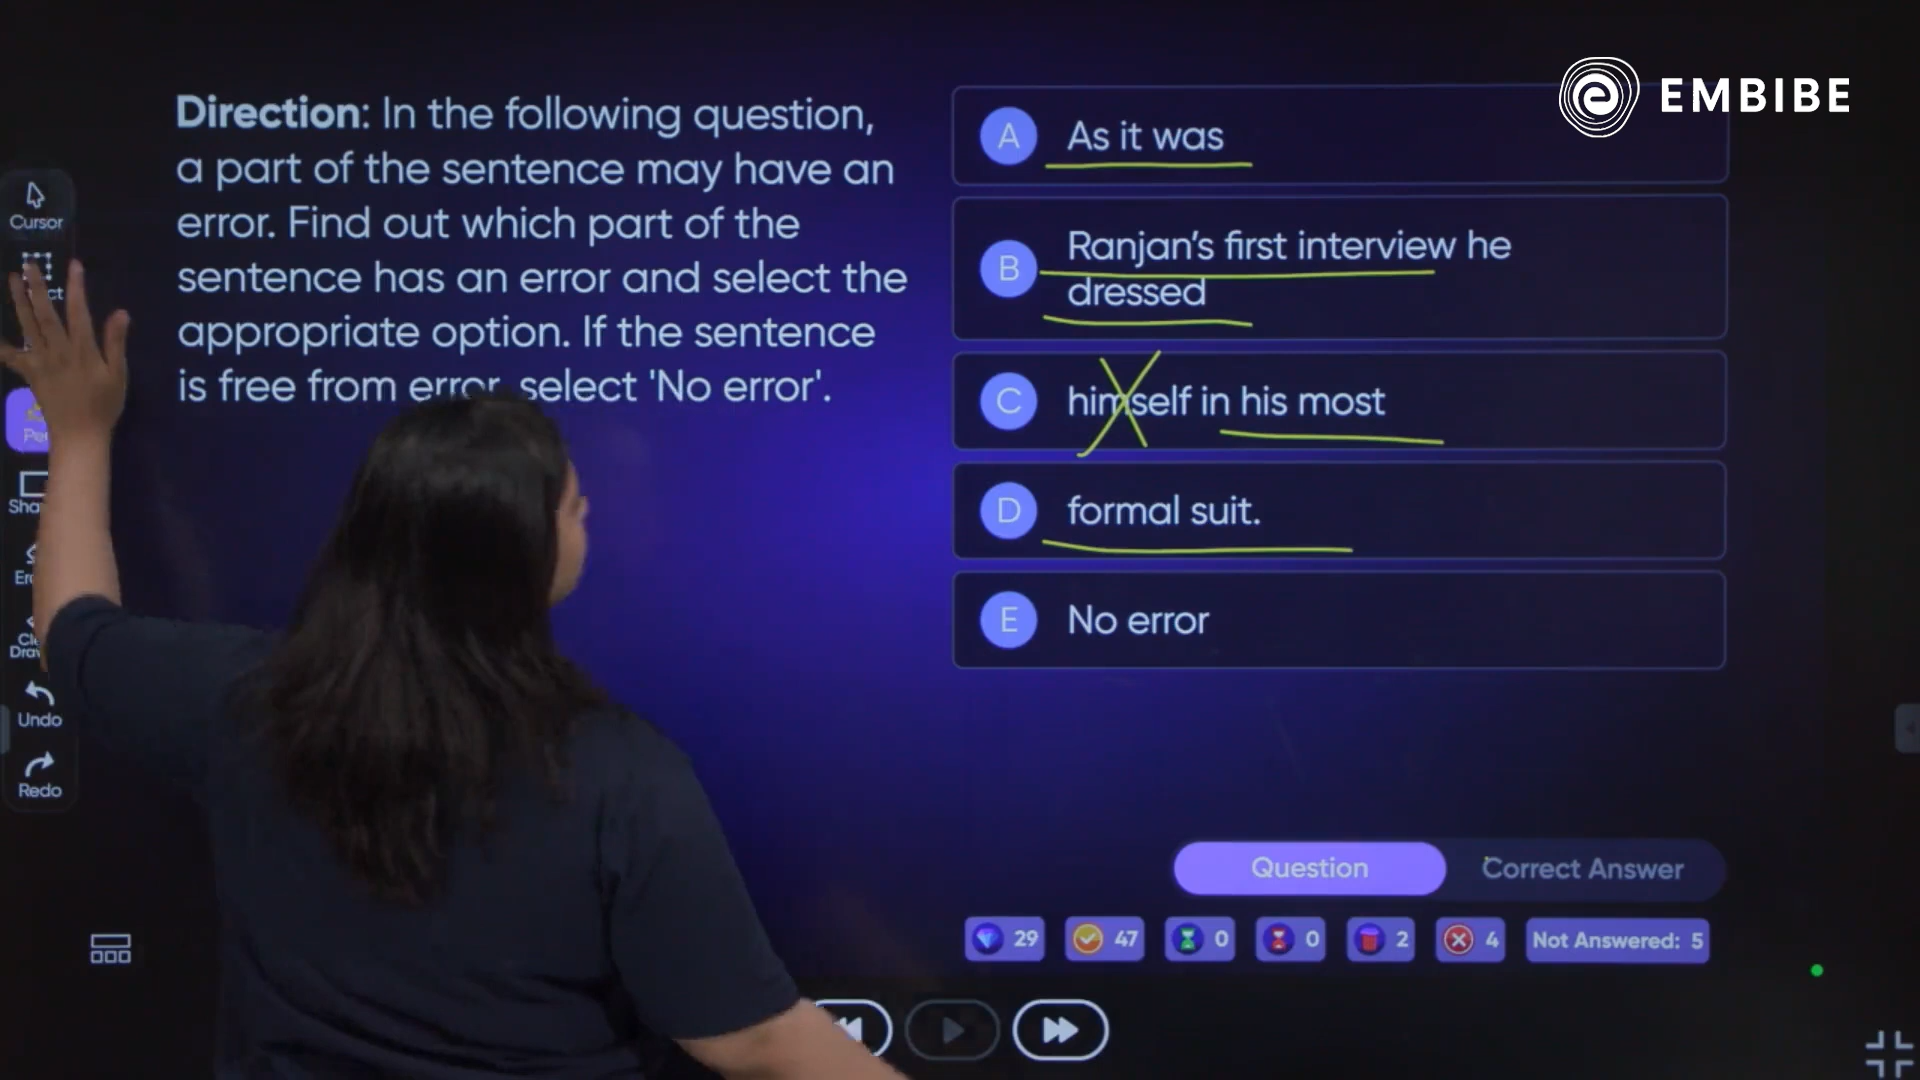 EMBIBE
Direction: In the following question,
a part of the sentence may have an
error. Find out which part of the
sentence has an error and select the
appropriate option. If the sentence
is free from error, select 'No error'.
A As it was
B Ranjan's first interview he
dressed
C himself in his most
D formal suit.
E No error
Cursor
Undo
Redo
Question Correct Answer
29 47 0 0 2 4 Not Answered: 5